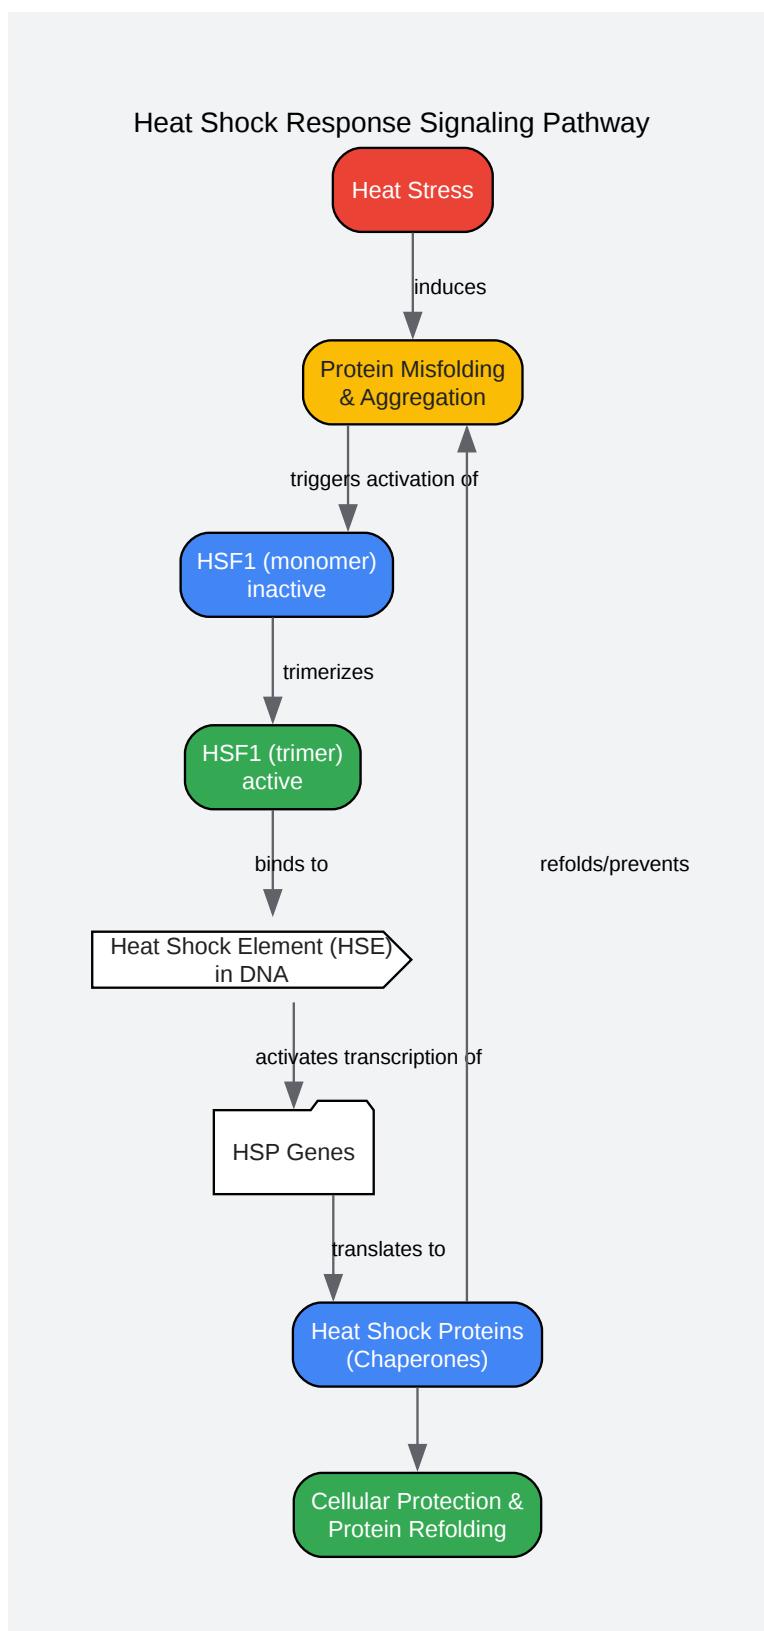 Heat Shock Response Signaling Pathway
Heat Stress
induces
Protein Misfolding
& Aggregation
triggers activation of
HSF1 (monomer)
inactive
trimerizes
HSF1 (trimer)
active
binds to
refolds/prevents
Heat Shock Element (HSE)
in DNA
activates transcription of
HSP Genes
translates to
Heat Shock Proteins
(Chaperones)
Cellular Protection &
Protein Refolding